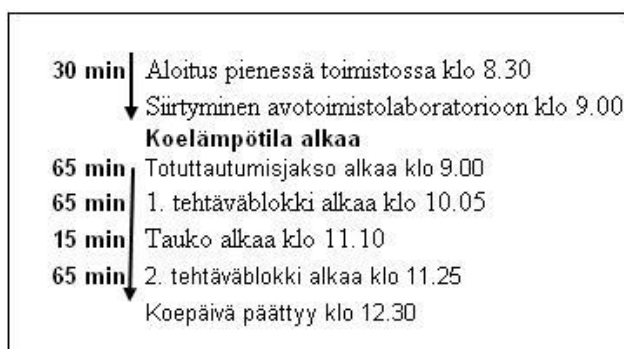 30 min Aloitus pienessä toimistossa klo 8.30
Siirtyminen avotoimistolaboratorioon klo 9.00
Koelämpötila alkaa
65 min Totuttautumisjakso alkaa klo 9.00
65 min 1. tehtäväblokki alkaa klo 10.05
15 min Tauko alkaa klo 11.10
65 min 2. tehtäväblokki alkaa klo 11.25
Koepäivä päättyy klo 12.30